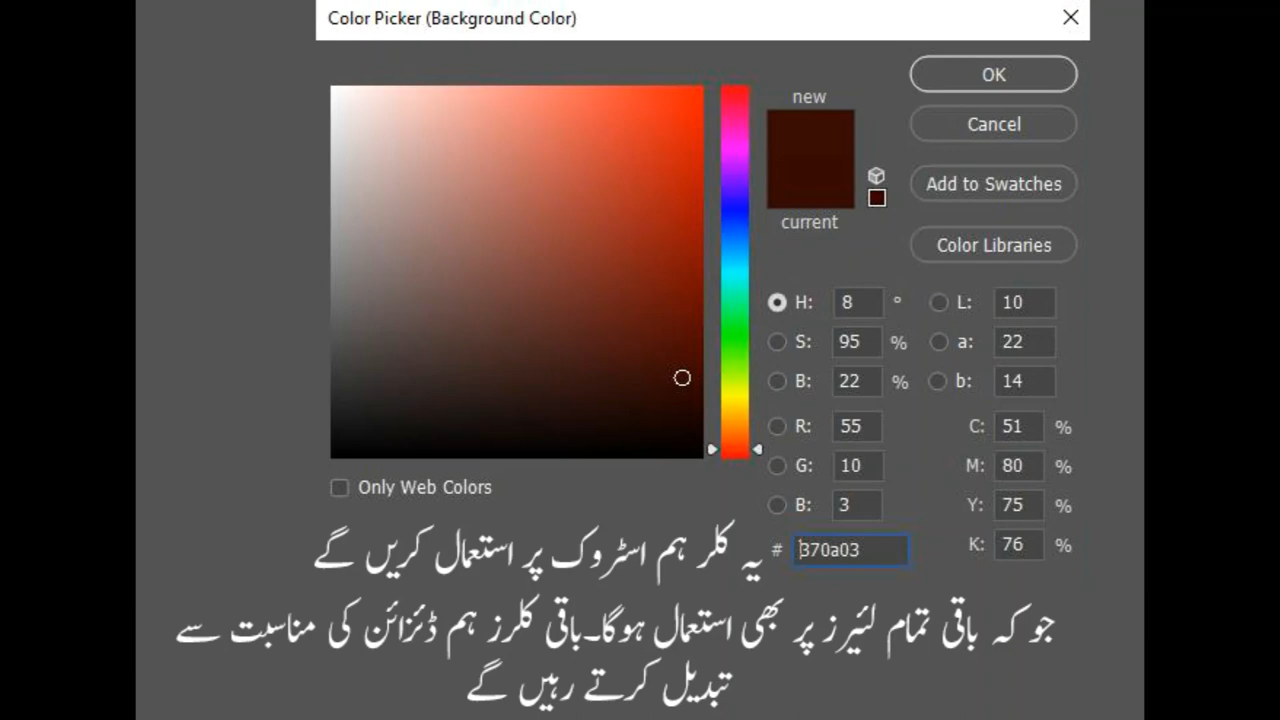 Color Picker (Background Color)
new
current
OK
Cancel
Add to Swatches
Color Libraries
H: 8 °
S: 95 %
B: 22 %
R: 55
G: 10
B: 3
# 370a03
L: 10
a: 22
b: 14
C: 51 %
M: 80 %
Y: 75 %
K: 76 %
Only Web Colors
یہ کلر ہم اسٹروک پر استعمال کریں گے
جو کہ باقی تمام لئیرز پر بھی استعمال ہوگا۔باقی کلرز ہم ڈئزائن کی مناسبت سے
تبدیل کرتے رہیں گے